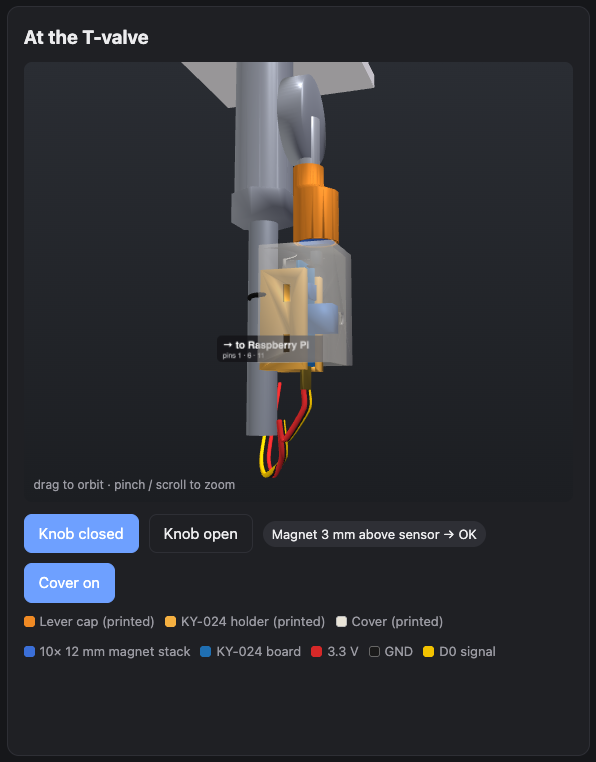 At the T-valve
→ to Raspberry Pi
pins 1 · 6 · 11
drag to orbit · pinch / scroll to zoom
Knob closed
Knob open
Magnet 3 mm above sensor → OK
Cover on
Lever cap (printed)
KY-024 holder (printed)
Cover (printed)
10× 12 mm magnet stack
KY-024 board
3.3 V
GND
D0 signal